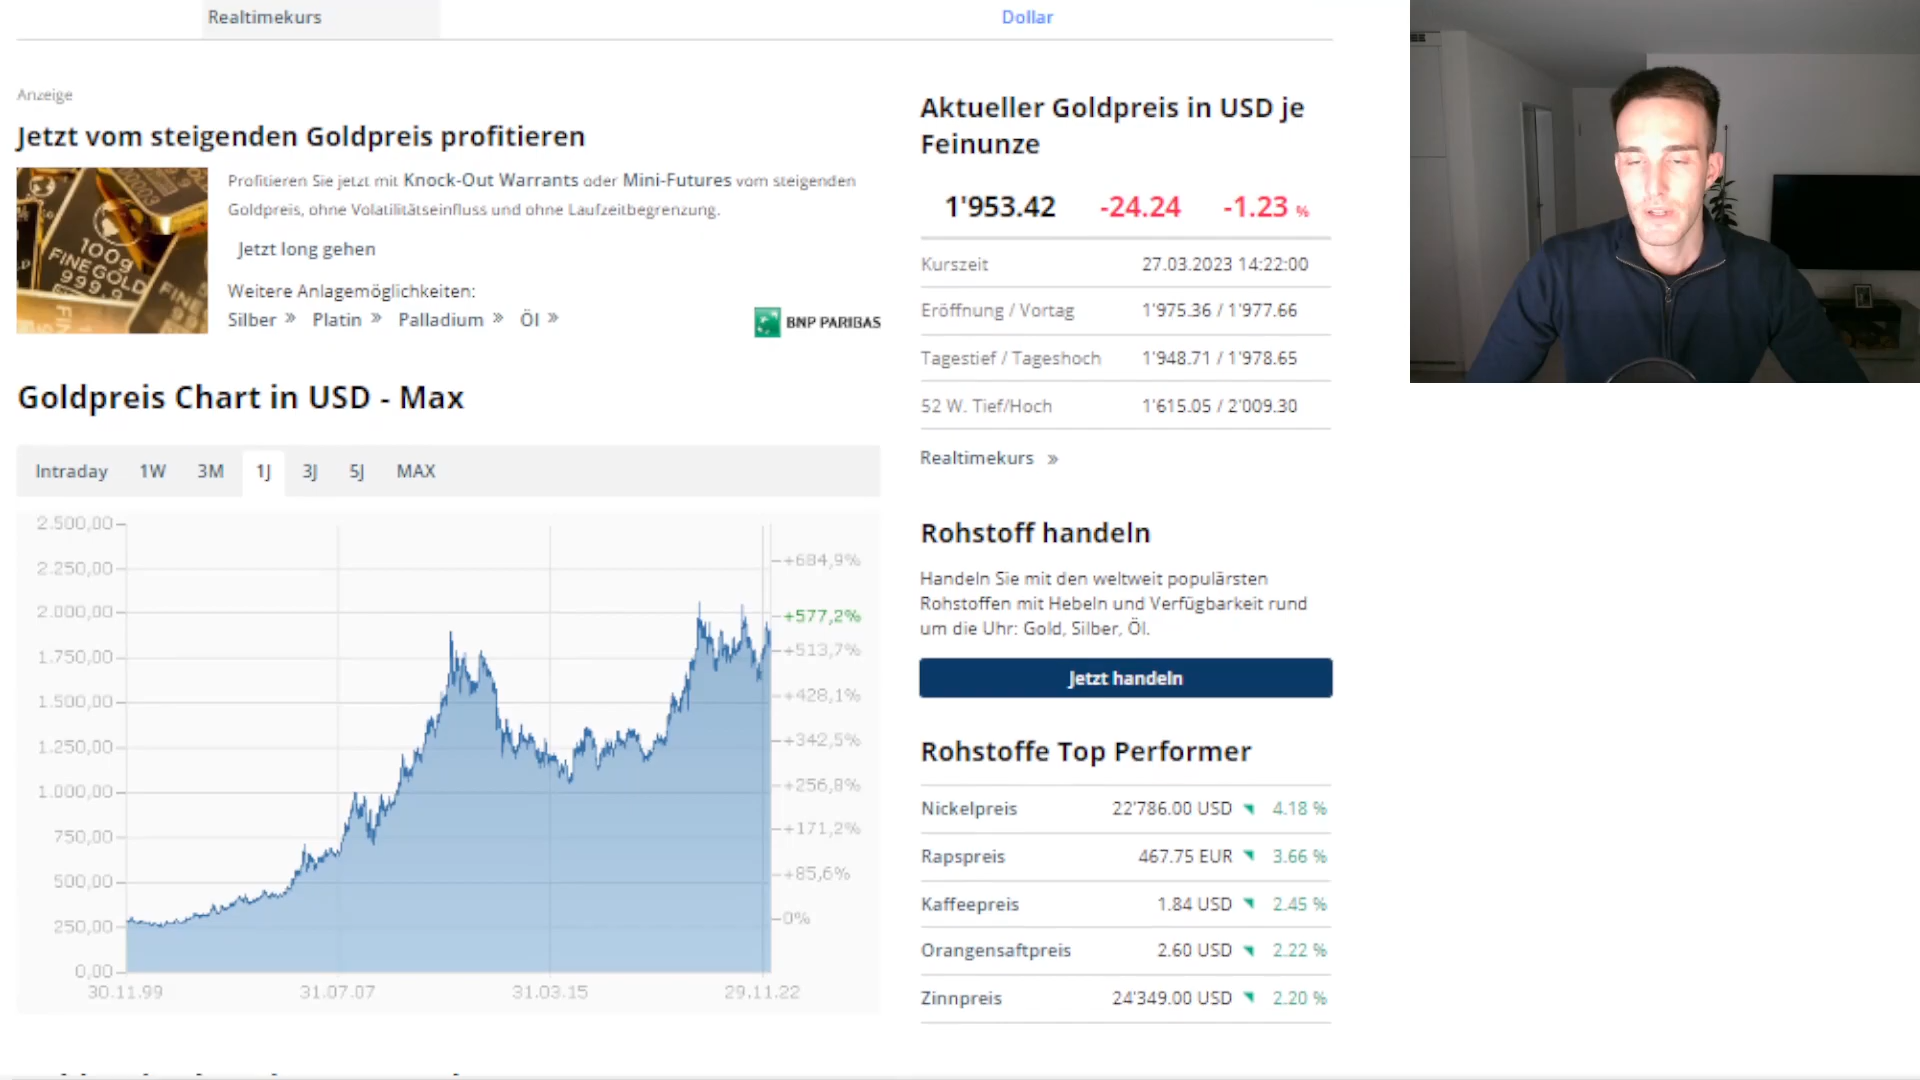 Realtimekurs
Dollar
Anzeige
Jetzt vom steigenden Goldpreis profitieren
100g
FINE GOLD
999.9
Profitieren Sie jetzt mit Knock-Out Warrants oder Mini-Futures vom steigenden
Goldpreis, ohne Volatilitätseinfluss und ohne Laufzeitbegrenzung.
Jetzt long gehen
Weitere Anlagemöglichkeiten:
Silber » Platin » Palladium » Öl »
BNP PARIBAS
Goldpreis Chart in USD - Max
Intraday 1W 3M 1J 3J 5J MAX
2.500,00
2.250,00
2.000,00
1.750,00
1.500,00
1.250,00
1.000,00
750,00
500,00
250,00
0,00
+684,9%
+577,2%
+513,7%
+428,1%
+342,5%
+256,8%
+171,2%
+85,6%
0%
30.11.99 31.07.07 31.03.15 29.11.22
Aktueller Goldpreis in USD je
Feinunze
1'953.42 -24.24 -1.23 %
Kurszeit 27.03.2023 14:22:00
Eröffnung / Vortag 1'975.36 / 1'977.66
Tagestief / Tageshoch 1'948.71 / 1'978.65
52 W. Tief/Hoch 1'615.05 / 2'009.30
Realtimekurs »
Rohstoff handeln
Handeln Sie mit den weltweit populärsten
Rohstoffen mit Hebeln und Verfügbarkeit rund
um die Uhr: Gold, Silber, Öl.
Jetzt handeln
Rohstoffe Top Performer
Nickelpreis 22'786.00 USD 4.18 %
Rapspreis 467.75 EUR 3.66 %
Kaffeepreis 1.84 USD 2.45 %
Orangensaftpreis 2.60 USD 2.22 %
Zinnpreis 24'349.00 USD 2.20 %